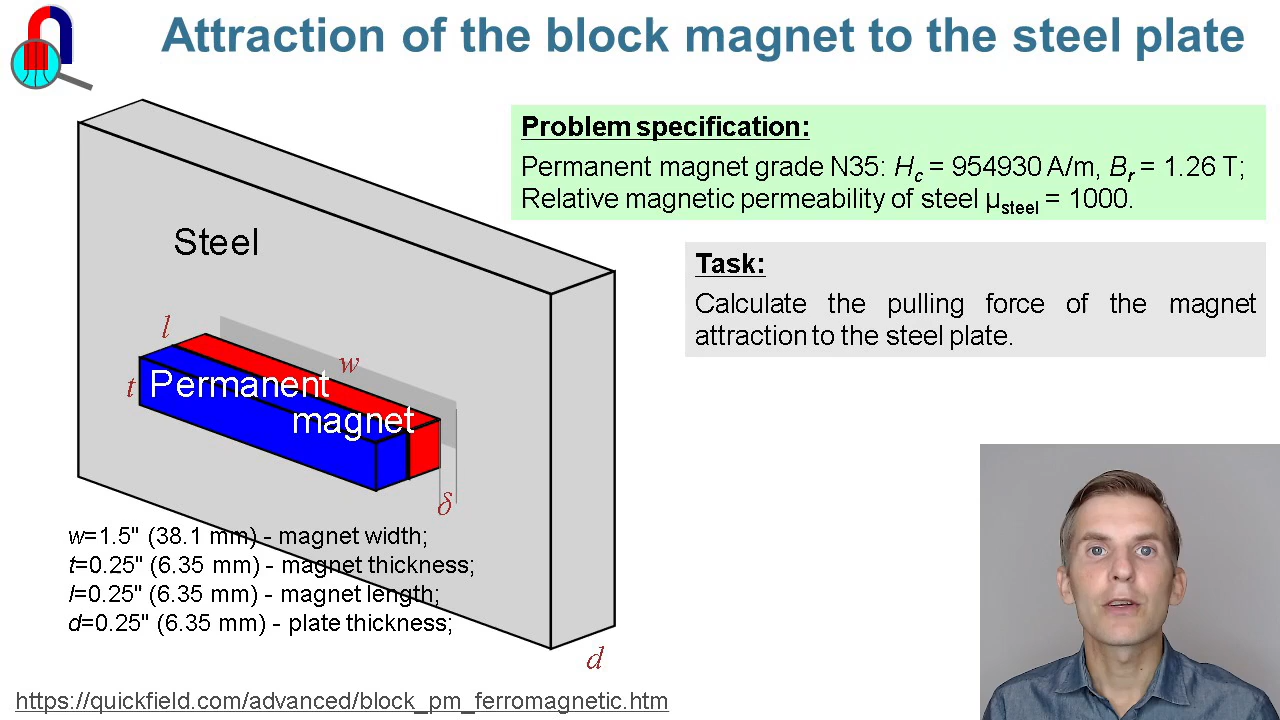 Attraction of the block magnet to the steel plate
Problem specification:
Permanent magnet grade N35: Hc = 954930 A/m, Br = 1.26 T;
Relative magnetic permeability of steel µsteel = 1000.
Steel
Task:
Calculate the pulling force of the magnet
attraction to the steel plate.
l
w
t
Permanent
magnet
δ
w=1.5" (38.1 mm) - magnet width;
t=0.25" (6.35 mm) - magnet thickness;
l=0.25" (6.35 mm) - magnet length;
d=0.25" (6.35 mm) - plate thickness;
d
https://quickfield.com/advanced/block_pm_ferromagnetic.htm